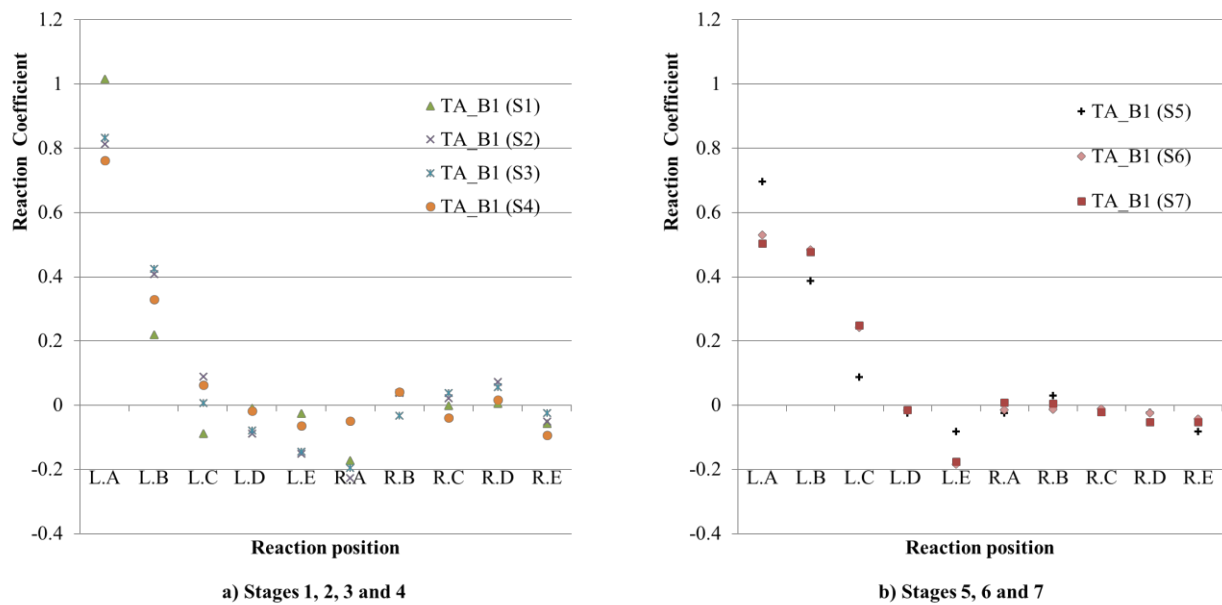 1.2
1
0.8
0.6
0.4
0.2
0
-0.2
-0.4
Reaction Coefficient
TA_B1 (S1)
TA_B1 (S2)
TA_B1 (S3)
TA_B1 (S4)
L.A L.B L.C L.D L.E R.A R.B R.C R.D R.E
Reaction position
a) Stages 1, 2, 3 and 4
1.2
1
0.8
0.6
0.4
0.2
0
-0.2
-0.4
Reaction Coefficient
TA_B1 (S5)
TA_B1 (S6)
TA_B1 (S7)
L.A L.B L.C L.D L.E R.A R.B R.C R.D R.E
Reaction position
b) Stages 5, 6 and 7